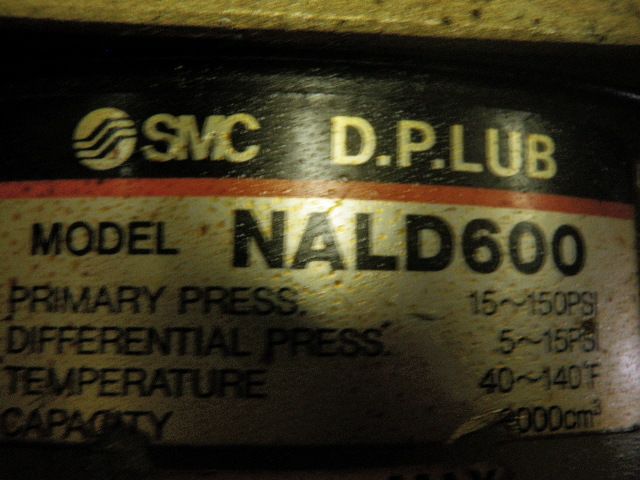 SMC D.P.LUB
MODEL NALD600
PRIMARY PRESS. 15~150PSI
DIFFERENTIAL PRESS. 5~15PSI
TEMPERATURE 40~140°F
CAPACITY